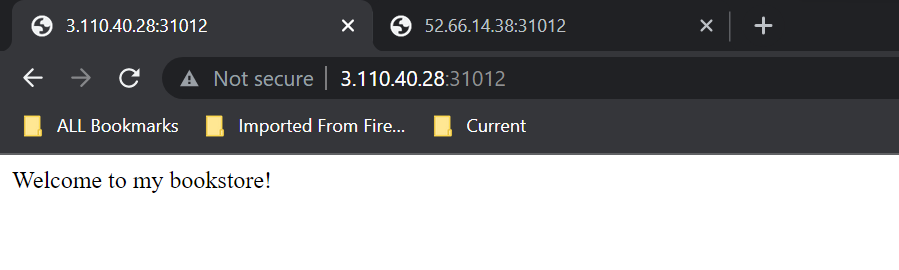 3.110.40.28:31012
52.66.14.38:31012
Not secure
3.110.40.28:31012
ALL Bookmarks
Imported From Fire...
Current
Welcome to my bookstore!